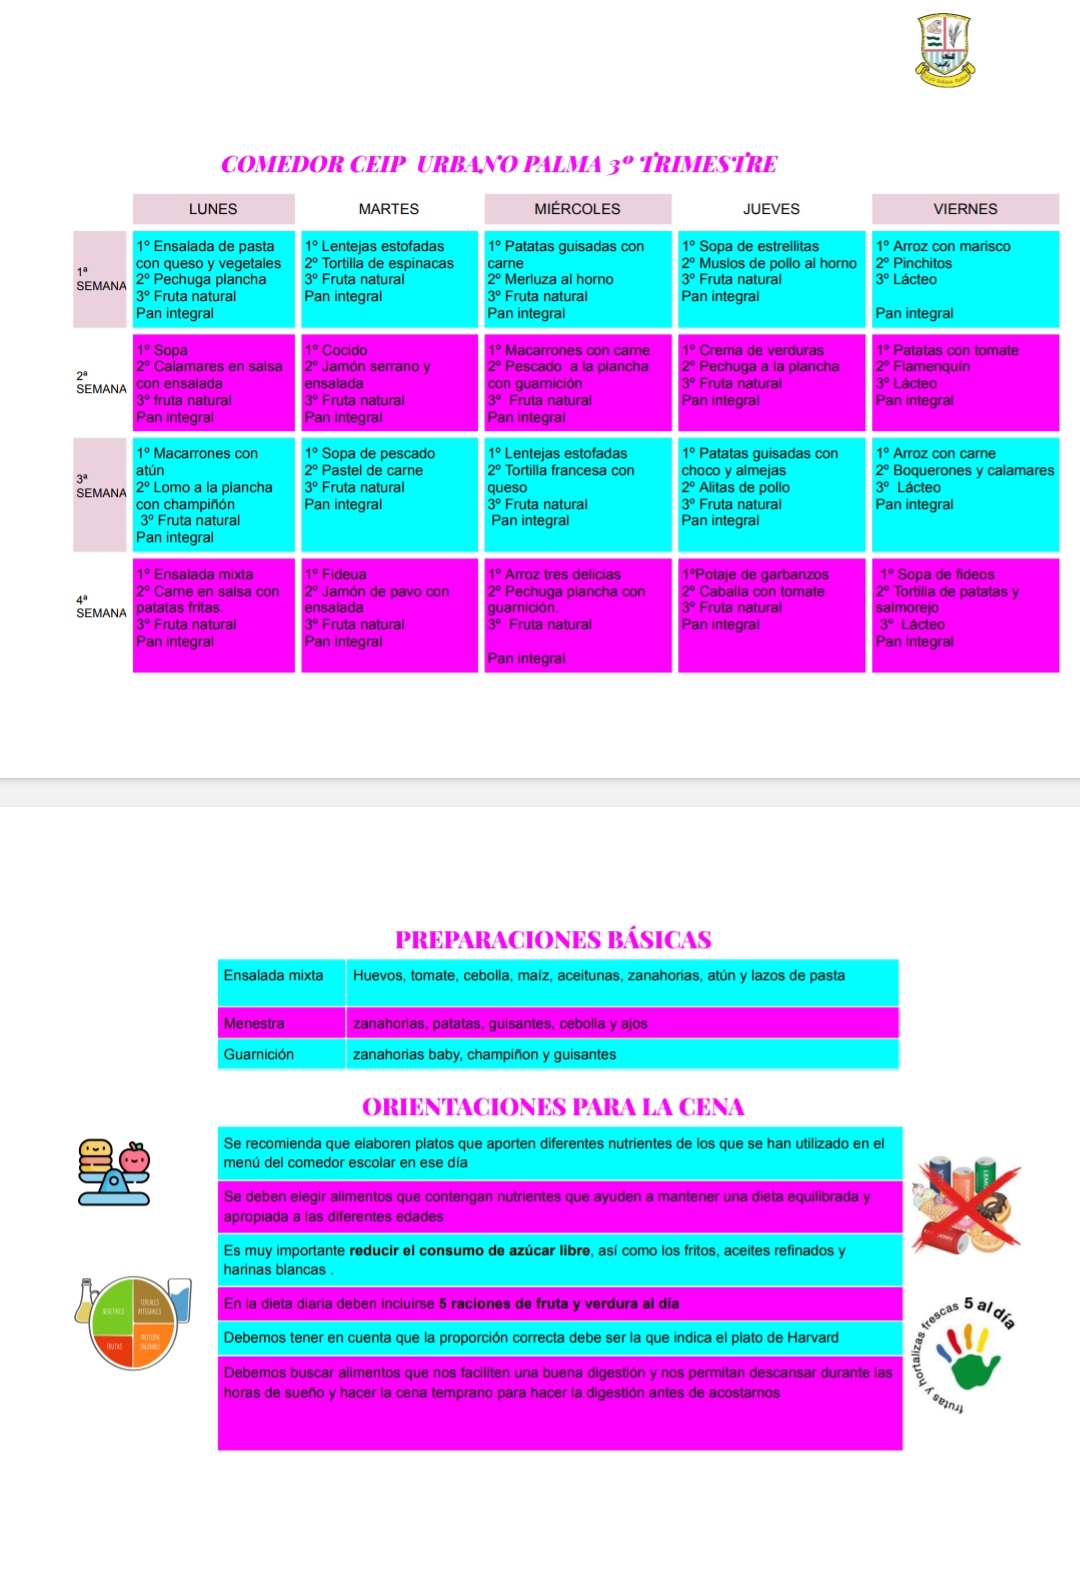 COMEDOR CEIP URBANO PALMA 3º TRIMESTRE
LUNES
MARTES
MIÉRCOLES
JUEVES
VIERNES
1ª
SEMANA
1º Ensalada de pasta
con queso y vegetales
2º Pechuga plancha
3º Fruta natural
Pan integral
1º Lentejas estofadas
2º Tortilla de espinacas
3º Fruta natural
Pan integral
1º Patatas guisadas con
carne
2º Merluza al horno
3º Fruta natural
Pan integral
1º Sopa de estrellitas
2º Muslos de pollo al horno
3º Fruta natural
Pan integral
1º Arroz con marisco
2º Pinchitos
3º Lácteo
Pan integral
2ª
SEMANA
1º Sopa
2º Calamares en salsa
con ensalada
3º fruta natural
Pan integral
1º Cocido
2º Jamón serrano y
ensalada
3º Fruta natural
Pan integral
1º Macarrones con carne
2º Pescado a la plancha
con guarnición
3º Fruta natural
Pan integral
1º Crema de verduras
2º Pechuga a la plancha
3º Fruta natural
Pan integral
1º Patatas con tomate
2º Flamenquín
3º Lácteo
Pan integral
3ª
SEMANA
1º Macarrones con
atún
2º Lomo a la plancha
con champiñón
3º Fruta natural
Pan integral
1º Sopa de pescado
2º Pastel de carne
3º Fruta natural
Pan integral
1º Lentejas estofadas
2º Tortilla francesa con
queso
3º Fruta natural
Pan integral
1º Patatas guisadas con
choco y almejas
2º Alitas de pollo
3º Fruta natural
Pan integral
1º Arroz con carne
2º Boquerones y calamares
3º Lácteo
Pan integral
4ª
SEMANA
1º Ensalada mixta
2º Carne en salsa con
patatas fritas.
3º Fruta natural
Pan integral
1º Fideua
2º Jamón de pavo con
ensalada
3º Fruta natural
Pan integral
1º Arroz tres delicias
2º Pechuga plancha con
guarnición.
3º Fruta natural
Pan integral
1ºPotaje de garbanzos
2º Caballa con tomate
3º Fruta natural
Pan integral
1º Sopa de fideos
2º Tortilla de patatas y
salmorejo
3º Lácteo
Pan integral
PREPARACIONES BÁSICAS
Ensalada mixta
Huevos, tomate, cebolla, maíz, aceitunas, zanahorias, atún y lazos de pasta
Menestra
zanahorias, patatas, guisantes, cebolla y ajos
Guarnición
zanahorias baby, champiñon y guisantes
ORIENTACIONES PARA LA CENA
Se recomienda que elaboren platos que aporten diferentes nutrientes de los que se han utilizado en el
menú del comedor escolar en ese día
Se deben elegir alimentos que contengan nutrientes que ayuden a mantener una dieta equilibrada y
apropiada a las diferentes edades
Es muy importante reducir el consumo de azúcar libre, así como los fritos, aceites refinados y
harinas blancas .
En la dieta diaria deben incluirse 5 raciones de fruta y verdura al día
Debemos tener en cuenta que la proporción correcta debe ser la que indica el plato de Harvard
Debemos buscar alimentos que nos faciliten una buena digestión y nos permitan descansar durante las
horas de sueño y hacer la cena temprano para hacer la digestión antes de acostarnos
VEGETALES
CEREALES
INTEGRALES
FRUTAS
PROTEÍNA
SALUDABLE
frutas y hortalizas frescas 5 al día